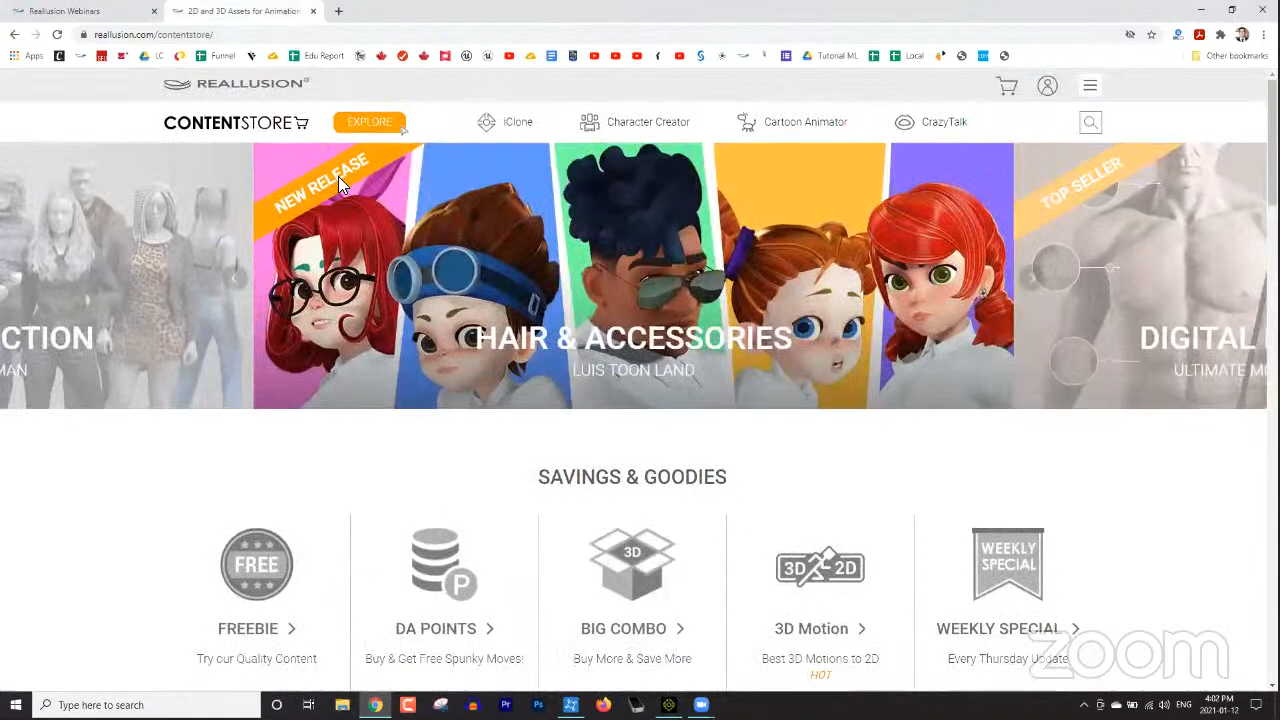 Reallusion Webinars
2D and 3D Assets for Animation
reallusion.com/contentstore/
Apps
LC
Funnel
Edu Report
Tutorial ML
Local
Other bookmarks
REALLUSION
CONTENTSTORE
EXPLORE
iClone
Character Creator
Cartoon Animator
CrazyTalk
NEW RELEASE
TOP SELLER
CTION
MAN
HAIR & ACCESSORIES
LUIS TOON LAND
DIGITAL
ULTIMATE
SAVINGS & GOODIES
FREE
P
3D
3D 2D
WEEKLY
SPECIAL
FREEBIE >
DA POINTS >
BIG COMBO >
3D Motion >
WEEKLY SPECIAL >
Try our Quality Content
Buy & Get Free Spunky Moves!
Buy More & Save More
Best 3D Motions to 2D
Every Thursday Update
HOT
zoom
Type here to search
Pr
Ps
ENG
4:02 PM
2021-01-12